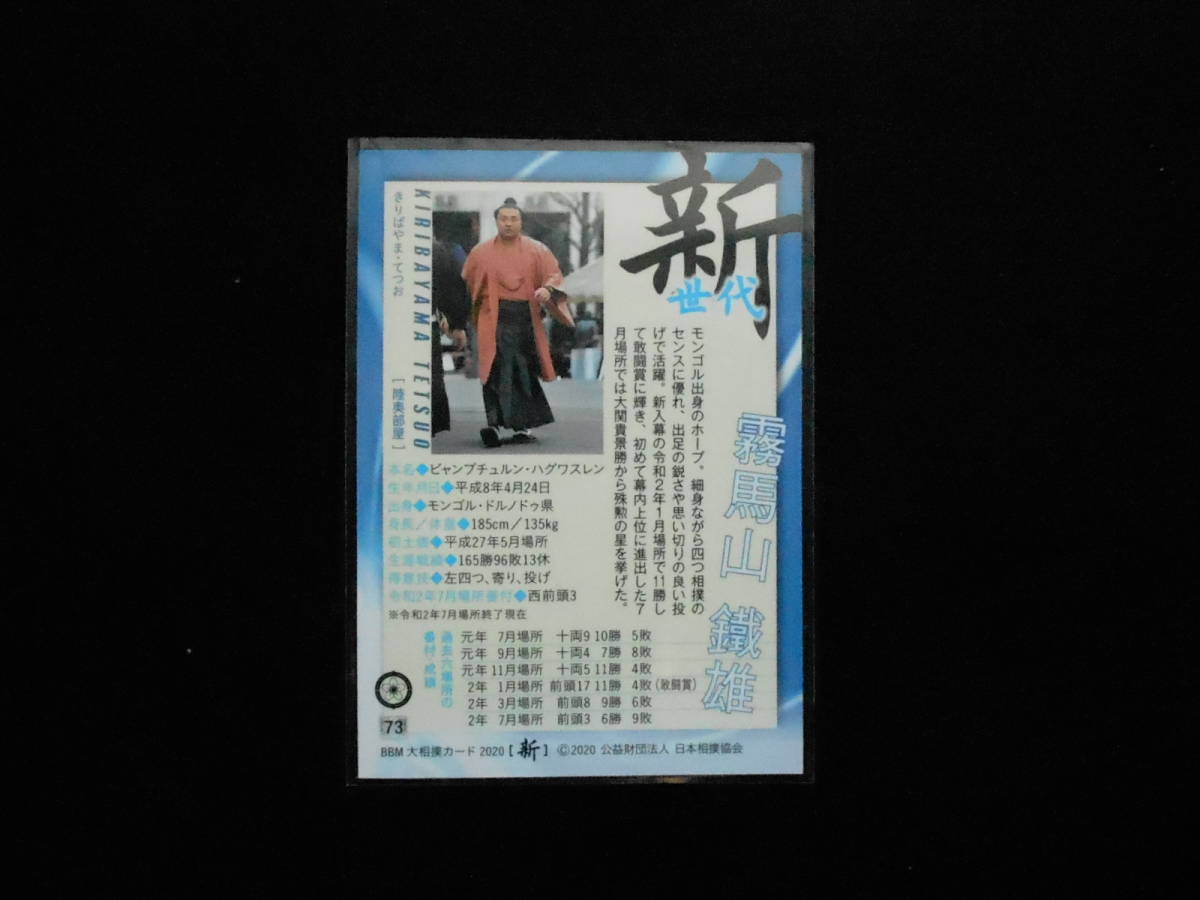 新
世代
霧馬山 鐵雄
モンゴル出身のホープ。細身ながら四つ相撲の
センスに優れ、出足の鋭さや思い切りの良い投
げで活躍。新入幕の令和2年1月場所で11勝し
て敢闘賞に輝き、初めて幕内上位に進出した7
月場所では大関貴景勝から殊勲の星を挙げた。
KIRIBAYAMA TETSUO
きりばやま・てつお
[陸奥部屋]
本名◆ビャンブチュルン・ハグワスレン
生年月日◆平成8年4月24日
出身◆モンゴル・ドルノドゥ県
身長/体重◆185cm/135kg
初土俵◆平成27年5月場所
生涯戦績◆165勝96敗13休
得意技◆左四つ、寄り、投げ
令和2年7月場所番付◆西前頭3
※令和2年7月場所終了現在
過去六場所の
番付、成績
元年 7月場所 十両9 10勝 5敗
元年 9月場所 十両4 7勝 8敗
元年 11月場所 十両5 11勝 4敗
2年 1月場所 前頭17 11勝 4敗(敢闘賞)
2年 3月場所 前頭8 9勝 6敗
2年 7月場所 前頭3 6勝 9敗
73
BBM 大相撲カード 2020 [新] ©2020 公益財団法人 日本相撲協会